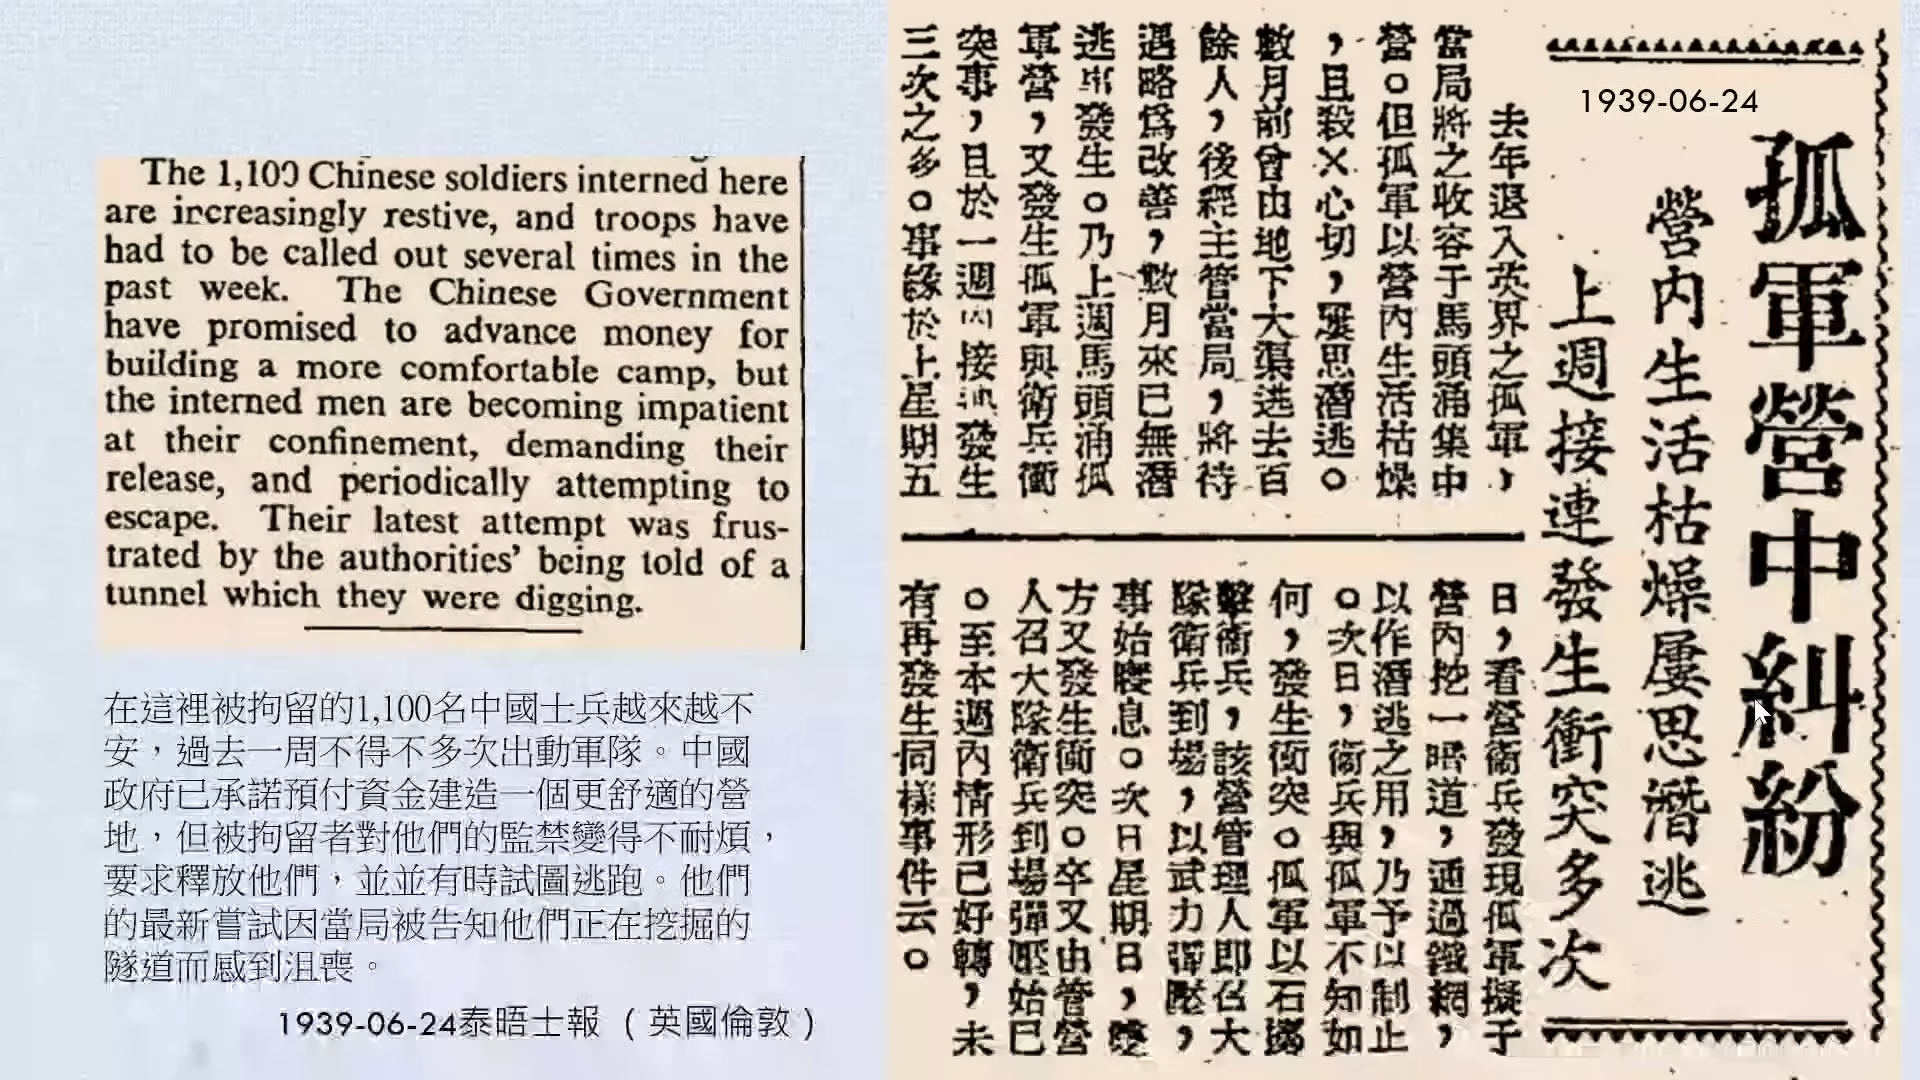 The 1,100 Chinese soldiers interned here
are increasingly restive, and troops have
had to be called out several times in the
past week. The Chinese Government
have promised to advance money for
building a more comfortable camp, but
the interned men are becoming impatient
at their confinement, demanding their
release, and periodically attempting to
escape. Their latest attempt was frus-
trated by the authorities' being told of a
tunnel which they were digging.
在這裡被拘留的1,100名中國士兵越來越不
安，過去一周不得不多次出動軍隊。中國
政府已承諾預付資金建造一個更舒適的營
地，但被拘留者對他們的監禁變得不耐煩，
要求釋放他們，並並有時試圖逃跑。他們
的最新嘗試因當局被告知他們正在挖掘的
隧道而感到沮喪。
1939-06-24泰晤士報（英國倫敦）
1939-06-24
孤軍營中糾紛
營內生活枯燥屢思潛逃
上週接連發生衝突多次
去年退入英界之孤軍，
當局將之收容于馬頭涌集中
營。但孤軍以營內生活枯燥
，且殺×心切，屢思潛逃。
數月前曾由地下大渠逃去百
餘人，後經主管當局，將待
遇略爲改善，數月來已無潛
逃事發生。乃上週馬頭涌孤
軍營，又發生孤軍與衛兵衝
突事，且於一週內接連發生
三次之多。事緣於上星期五
日，看營衛兵發現孤軍擬于
營內挖一暗道，通過鐵網，
以作潛逃之用，乃予以制止
。次日，衛兵與孤軍不知如
何，發生衝突。孤軍以石擲
擊衛兵，該營管理人即召大
隊衛兵到場，以武力彈壓，
事始寢息。次日星期日，雙
方又發生衝突。卒又由管營
人召大隊衛兵到場彈壓始已
。至本週內情形已好轉，未
有再發生同樣事件云。